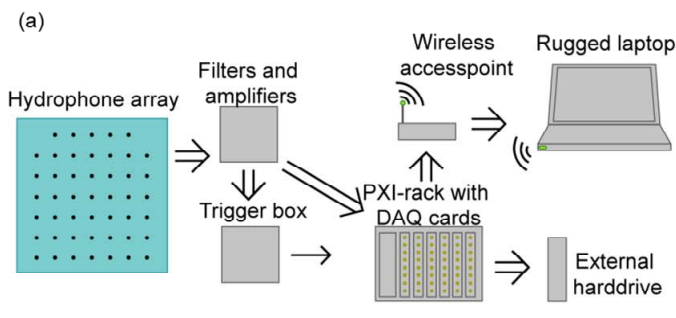 (a)
Hydrophone array
Filters and
amplifiers
Trigger box
Wireless
accesspoint
Rugged laptop
PXI-rack with
DAQ cards
External
harddrive